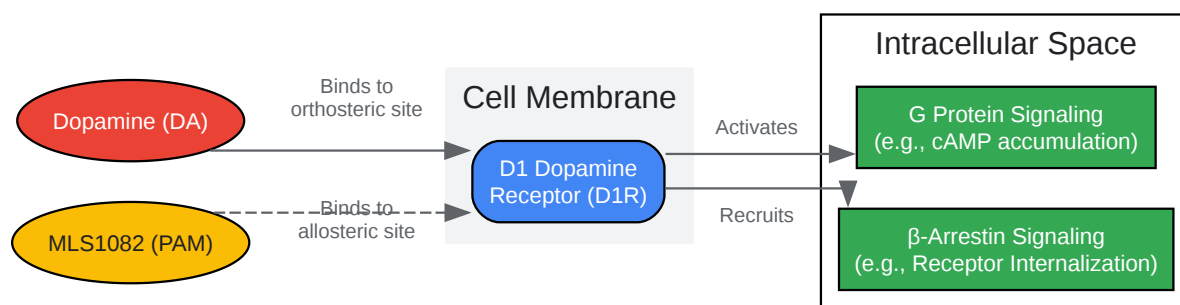 Intracellular Space
Cell Membrane
Binds to
orthosteric site
Dopamine (DA)
Activates
G Protein Signaling
(e.g., cAMP accumulation)
D1 Dopamine
Receptor (D1R)
Binds to
allosteric site
MLS1082 (PAM)
Recruits
β-Arrestin Signaling
(e.g., Receptor Internalization)